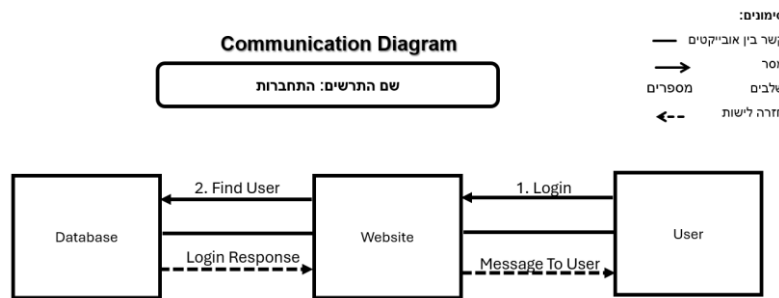 סימונים:
קשר בין אובייקטים
מסר
שלבים מספרים
חזרה לישות
Communication Diagram
שם התרשים: התחברות
2. Find User
1. Login
Database
Website
User
Login Response
Message To User